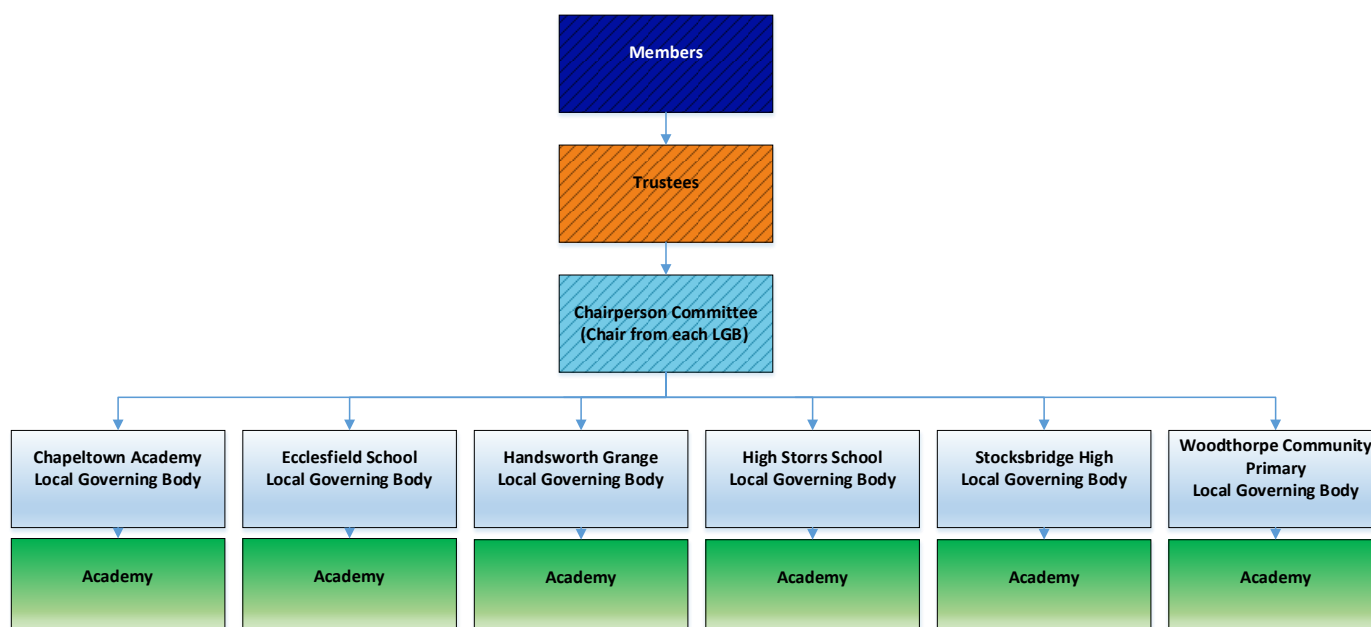 Members
Trustees
Chairperson Committee
(Chair from each LGB)
Chapeltown Academy
Local Governing Body
Ecclesfield School
Local Governing Body
Handsworth Grange
Local Governing Body
High Storrs School
Local Governing Body
Stocksbridge High
Local Governing Body
Woodthorpe Community
Primary
Local Governing Body
Academy
Academy
Academy
Academy
Academy
Academy